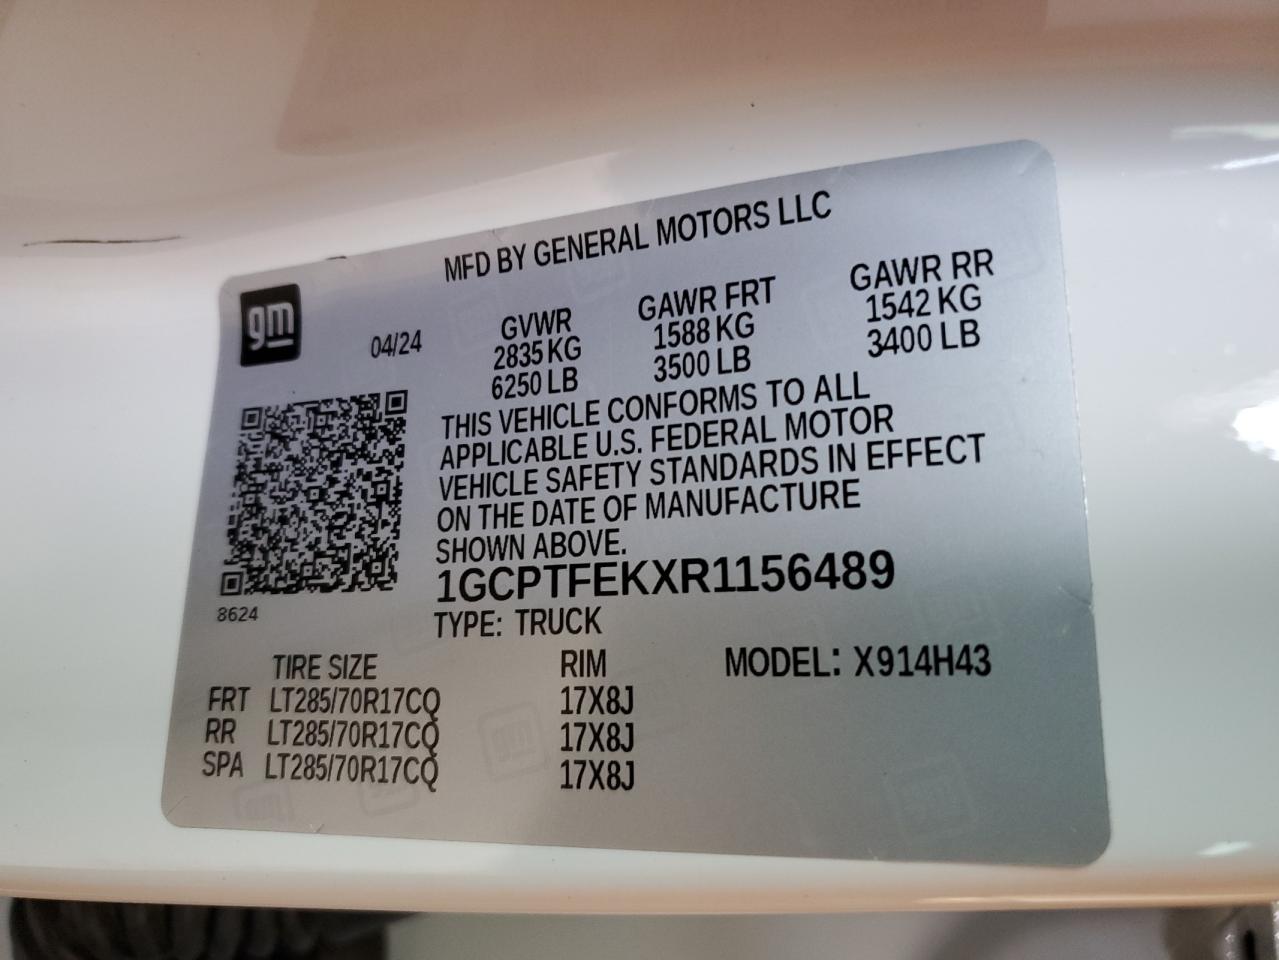 MFD BY GENERAL MOTORS LLC
gm
04/24
GVWR
2835 KG
6250 LB
GAWR FRT
1588 KG
3500 LB
GAWR RR
1542 KG
3400 LB
THIS VEHICLE CONFORMS TO ALL
APPLICABLE U.S. FEDERAL MOTOR
VEHICLE SAFETY STANDARDS IN EFFECT
ON THE DATE OF MANUFACTURE
SHOWN ABOVE.
1GCPTFEKXR1156489
8624
TYPE: TRUCK
TIRE SIZE RIM MODEL: X914H43
FRT LT285/70R17CQ 17X8J
RR LT285/70R17CQ 17X8J
SPA LT285/70R17CQ 17X8J